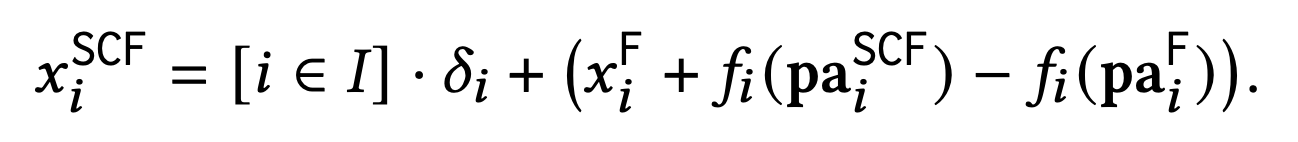 x_i^{SCF} = [i ∈ I] · δ_i + (x_i^F + f_i(pa_i^{SCF}) − f_i(pa_i^F)).